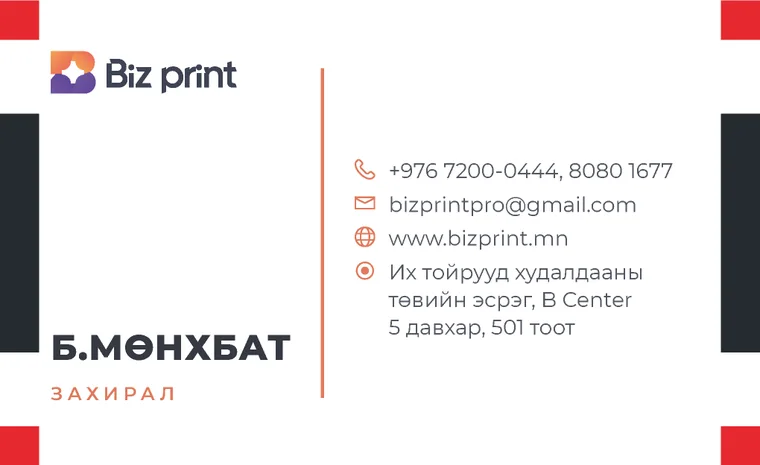 Biz print
Б.МӨНХБАТ
ЗАХИРАЛ
+976 7200-0444, 8080 1677
bizprintpro@gmail.com
www.bizprint.mn
Их тойрууд худалдааны
төвийн эсрэг, B Center
5 давхар, 501 тоот